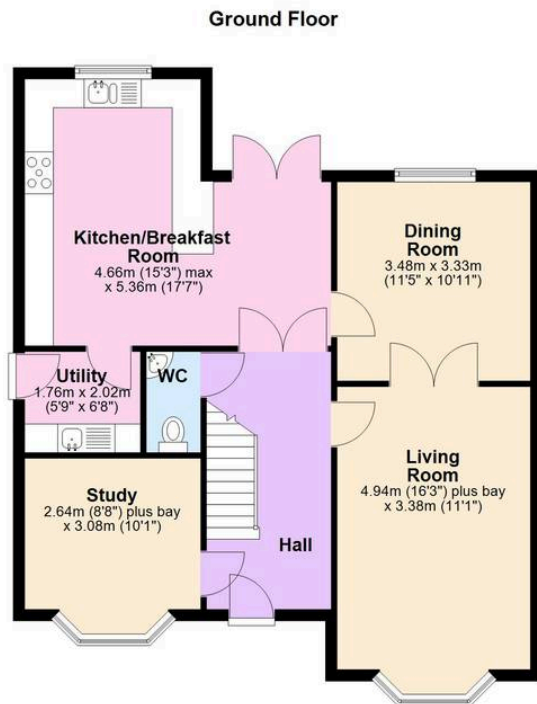 Ground Floor
Kitchen/Breakfast
Room
4.66m (15'3") max
x 5.36m (17'7")
Dining
Room
3.48m x 3.33m
(11'5" x 10'11")
Utility
1.76m x 2.02m
(5'9" x 6'8")
WC
Living
Room
4.94m (16'3") plus bay
x 3.38m (11'1")
Study
2.64m (8'8") plus bay
x 3.08m (10'1")
Hall